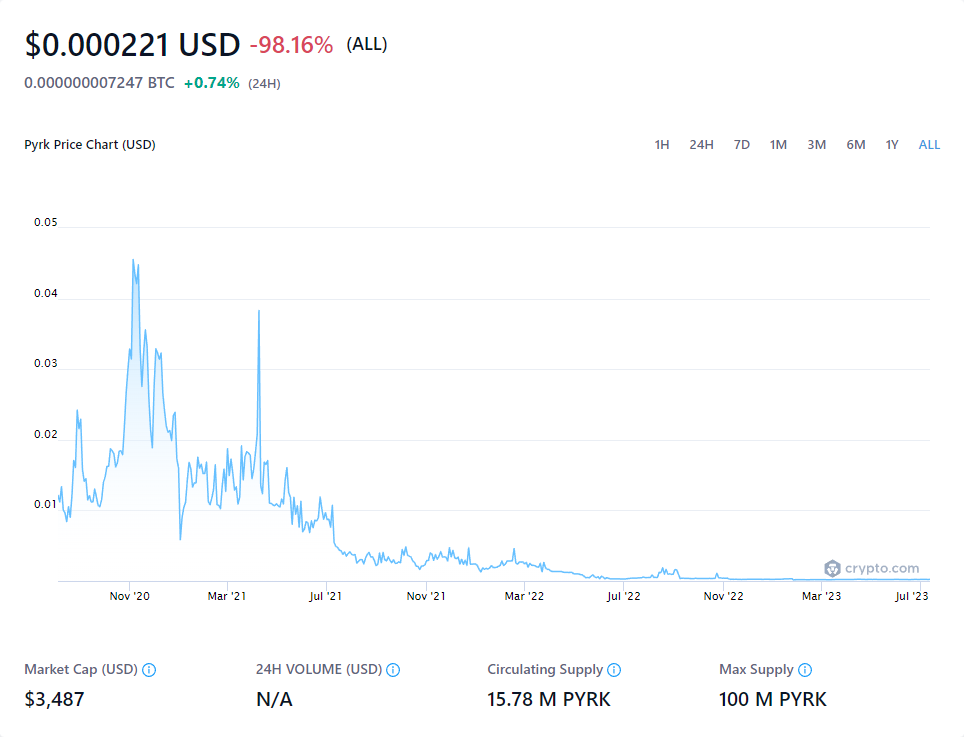 $0.000221 USD -98.16% (ALL)
0.000000007247 BTC +0.74% (24H)
Pyrk Price Chart (USD) 1H 24H 7D 1M 3M 6M 1Y ALL
0.05
0.04
0.03
0.02
0.01
crypto.com
Nov '20 Mar '21 Jul '21 Nov '21 Mar '22 Jul '22 Nov '22 Mar '23 Jul '23
Market Cap (USD) 24H VOLUME (USD) Circulating Supply Max Supply
$3,487 N/A 15.78 M PYRK 100 M PYRK